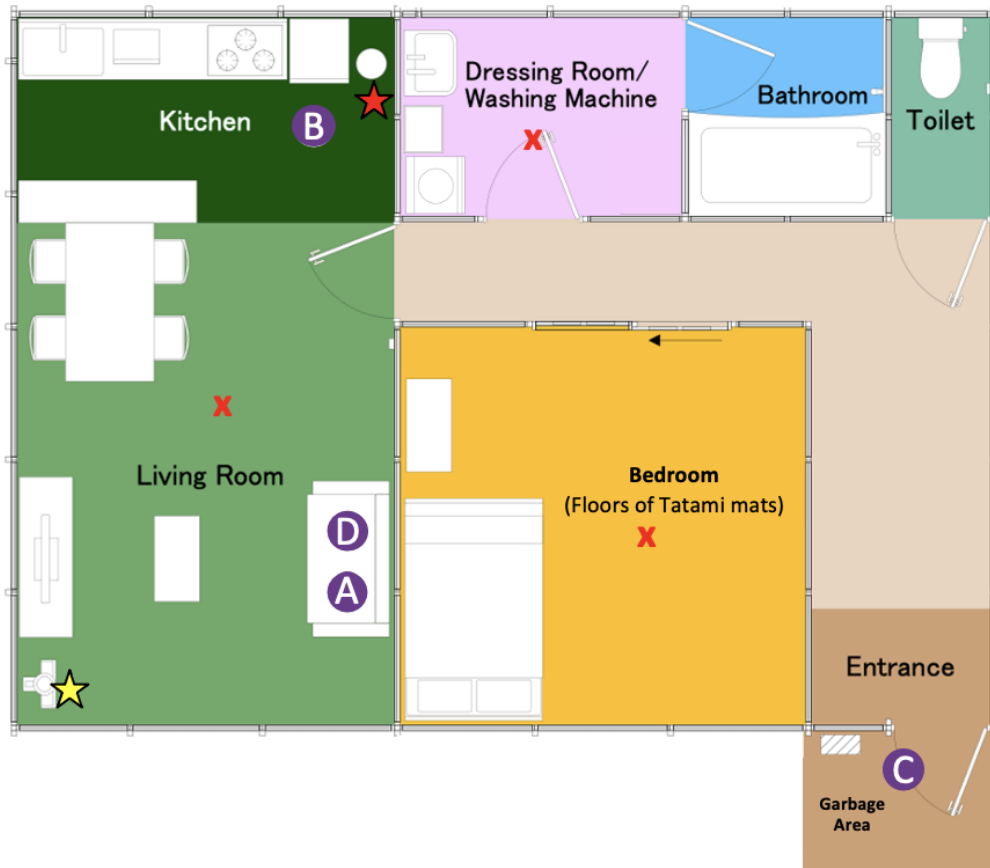 Dressing Room/
Washing Machine
Bathroom
Toilet
Kitchen
B
X
X
Living Room
D
A
Bedroom
(Floors of Tatami mats)
X
Entrance
C
Garbage
Area